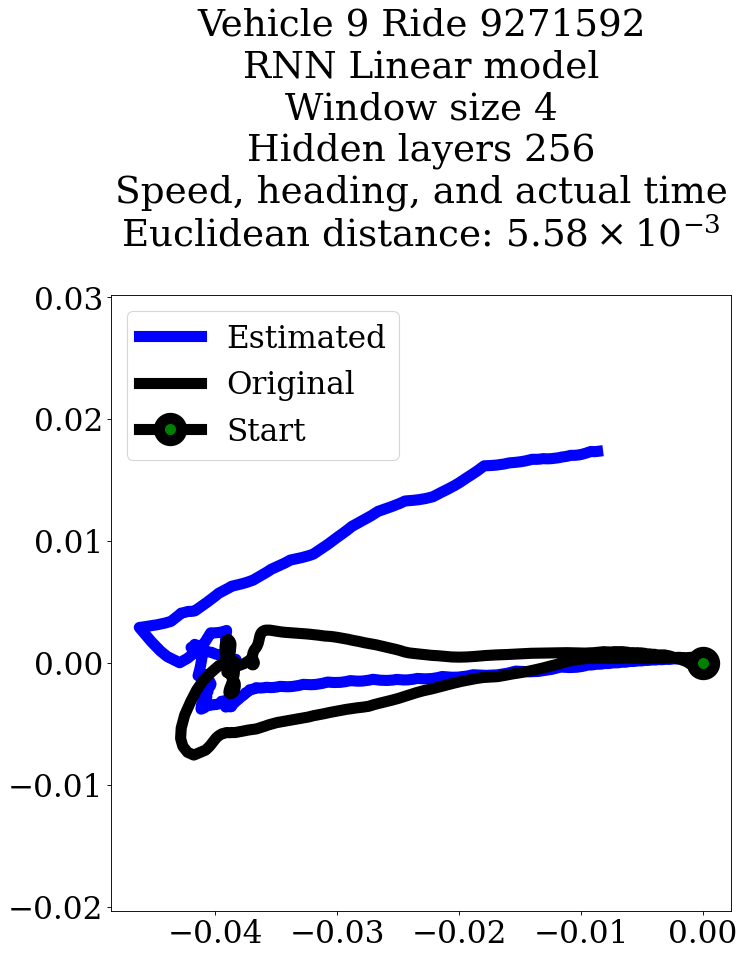 Vehicle 9 Ride 9271592
RNN Linear model
Window size 4
Hidden layers 256
Speed, heading, and actual time
Euclidean distance: 5.58 × 10⁻³
0.03
Estimated
Original
Start
0.02
0.01
0.00
−0.01
−0.02
−0.04 −0.03 −0.02 −0.01 0.00